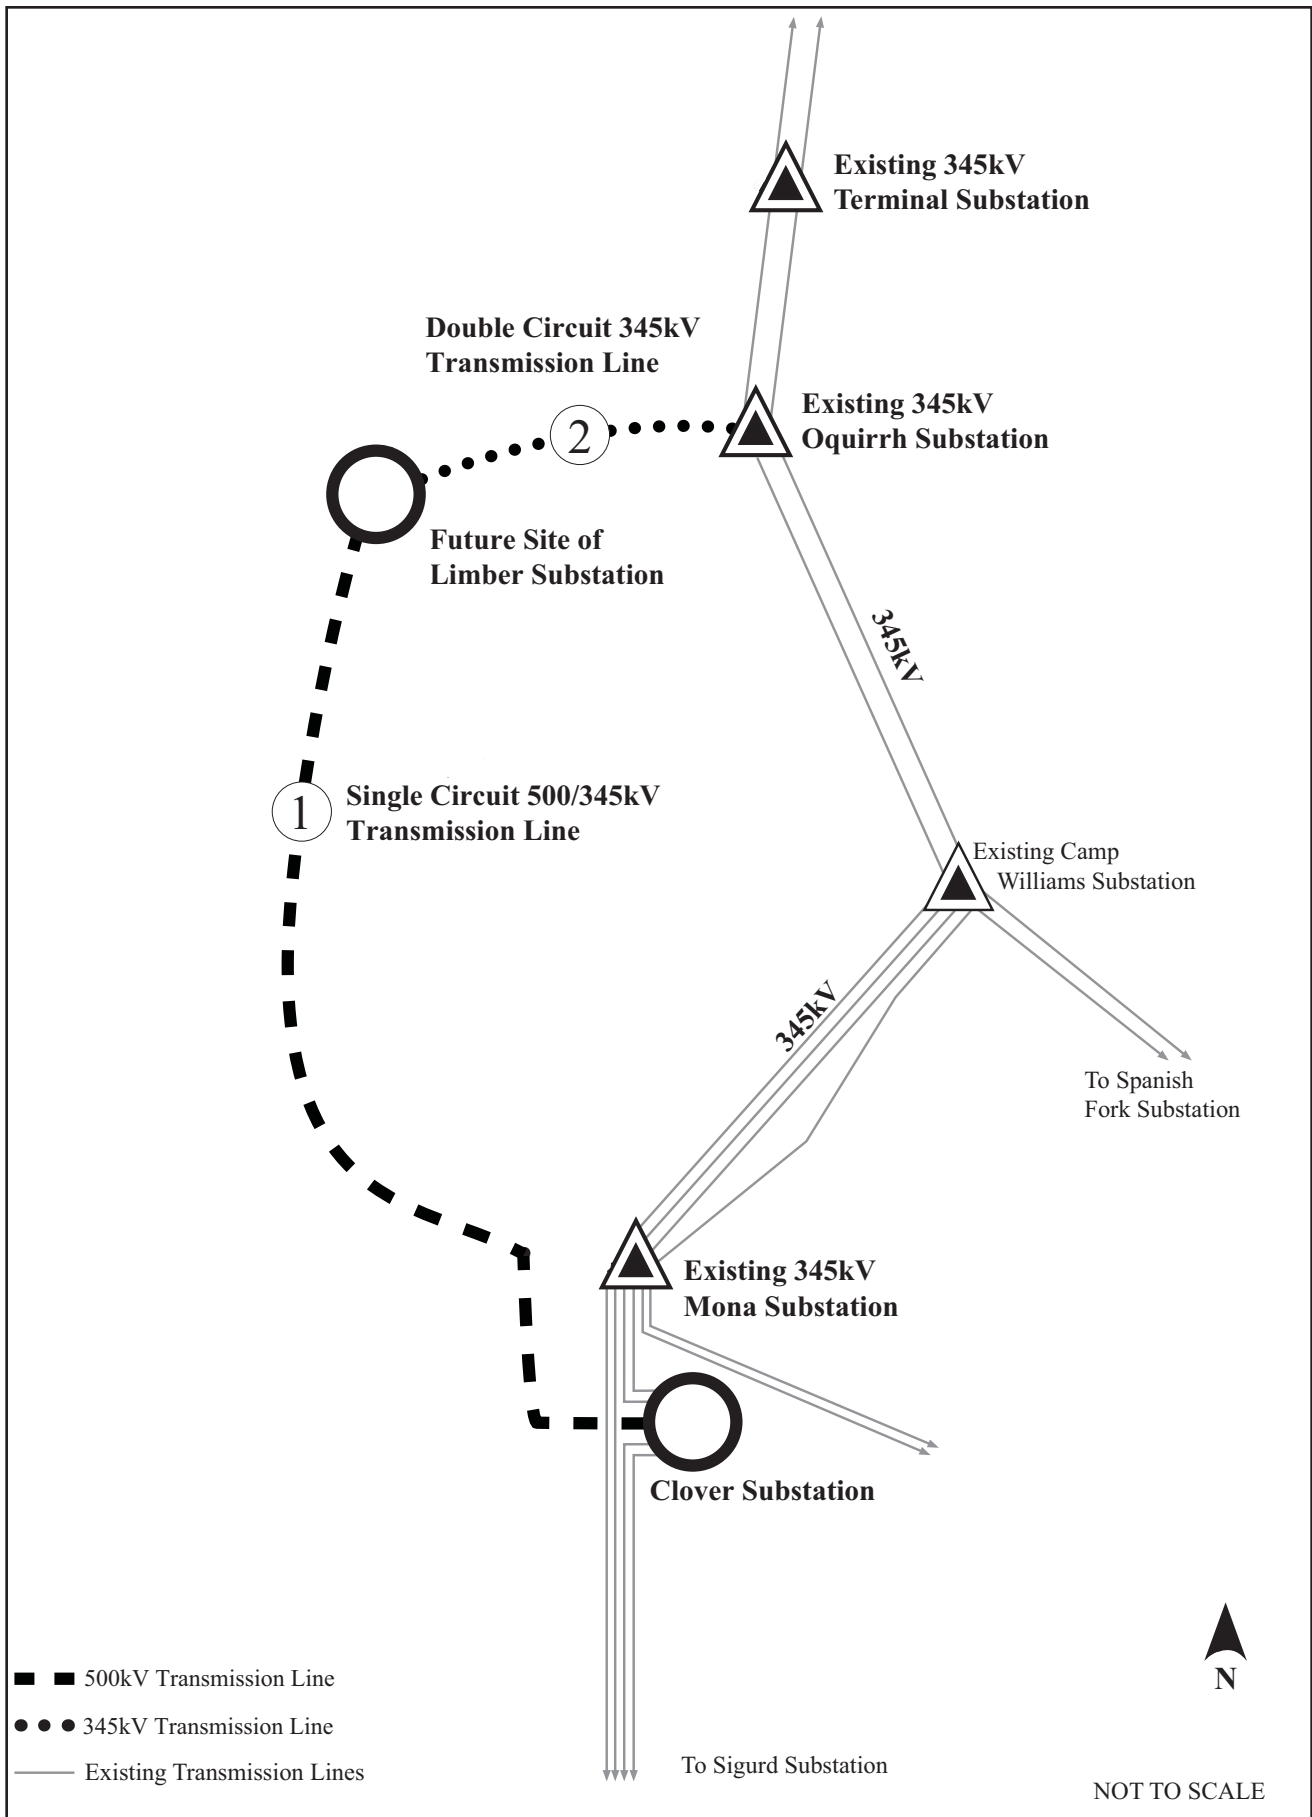 Existing 345kV
Terminal Substation
Double Circuit 345kV
Transmission Line
Existing 345kV
Oquirrh Substation
2
Future Site of
Limber Substation
345kV
1
Single Circuit 500/345kV
Transmission Line
Existing Camp
Williams Substation
345kV
To Spanish
Fork Substation
Existing 345kV
Mona Substation
Clover Substation
500kV Transmission Line
345kV Transmission Line
Existing Transmission Lines
To Sigurd Substation
N
NOT TO SCALE